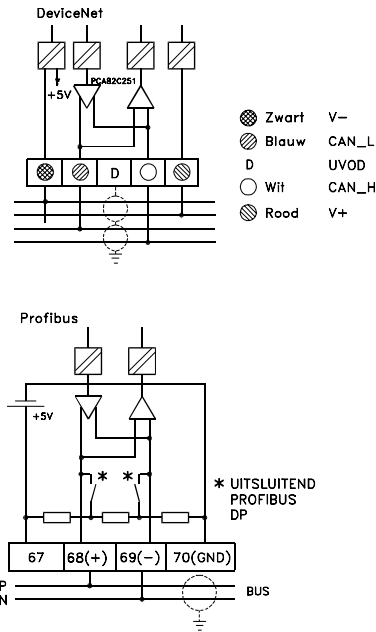 DeviceNet
PCA82C251
+5V
Zwart V-
Blauw CAN_L
D UVOD
Wit CAN_H
Rood V+
D
Profibus
+5V
* *
* UITSLUITEND
PROFIBUS
DP
67 68(+) 69(-) 70(GND)
P
N
BUS